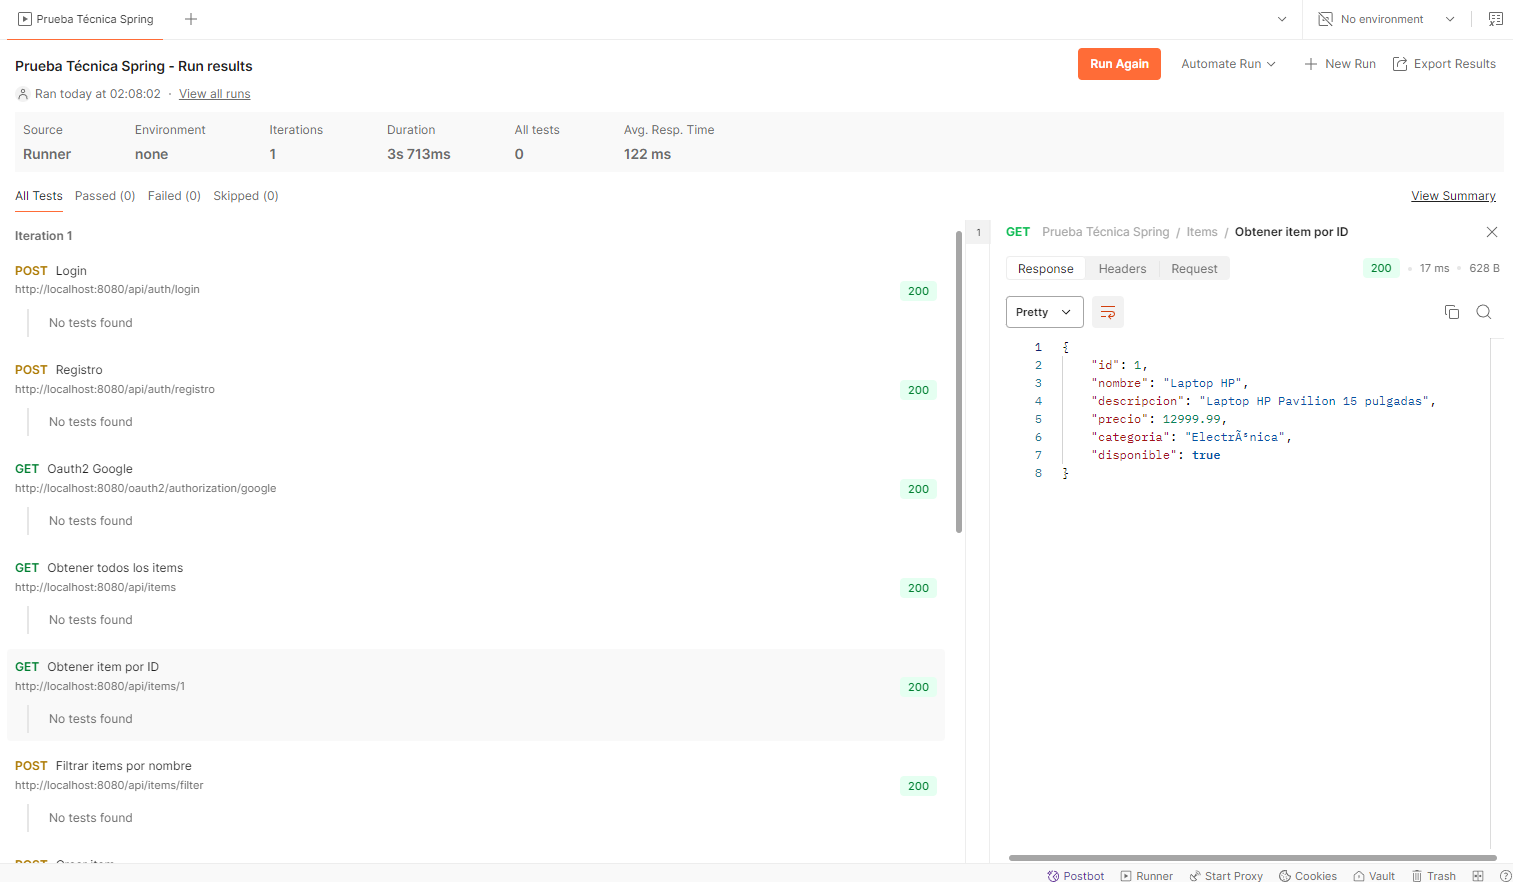 Prueba Técnica Spring
No environment
Prueba Técnica Spring - Run results
Run Again
Automate Run
New Run
Export Results
Ran today at 02:08:02 · View all runs
Source
Environment
Iterations
Duration
All tests
Avg. Resp. Time
Runner
none
1
3s 713ms
0
122 ms
All Tests
Passed (0)
Failed (0)
Skipped (0)
View Summary
Iteration 1
POST Login
http://localhost:8080/api/auth/login
200
No tests found
POST Registro
http://localhost:8080/api/auth/registro
200
No tests found
GET Oauth2 Google
http://localhost:8080/oauth2/authorization/google
200
No tests found
GET Obtener todos los items
http://localhost:8080/api/items
200
No tests found
GET Obtener item por ID
http://localhost:8080/api/items/1
200
No tests found
POST Filtrar items por nombre
http://localhost:8080/api/items/filter
200
No tests found
1
GET Prueba Técnica Spring / Items / Obtener item por ID
Response
Headers
Request
200 • 17 ms • 628 B
Pretty
1 {
2 "id": 1,
3 "nombre": "Laptop HP",
4 "descripcion": "Laptop HP Pavilion 15 pulgadas",
5 "precio": 12999.99,
6 "categoria": "ElectrÃ³nica",
7 "disponible": true
8 }
Postbot
Runner
Start Proxy
Cookies
Vault
Trash